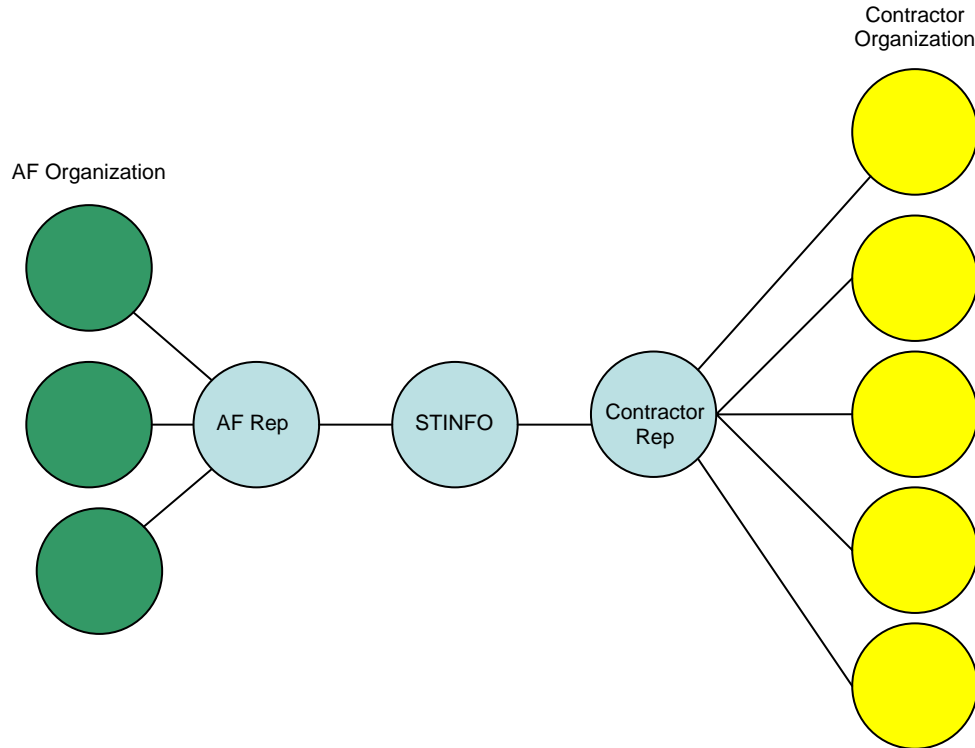 Contractor
Organization
AF Organization
AF Rep
STINFO
Contractor
Rep